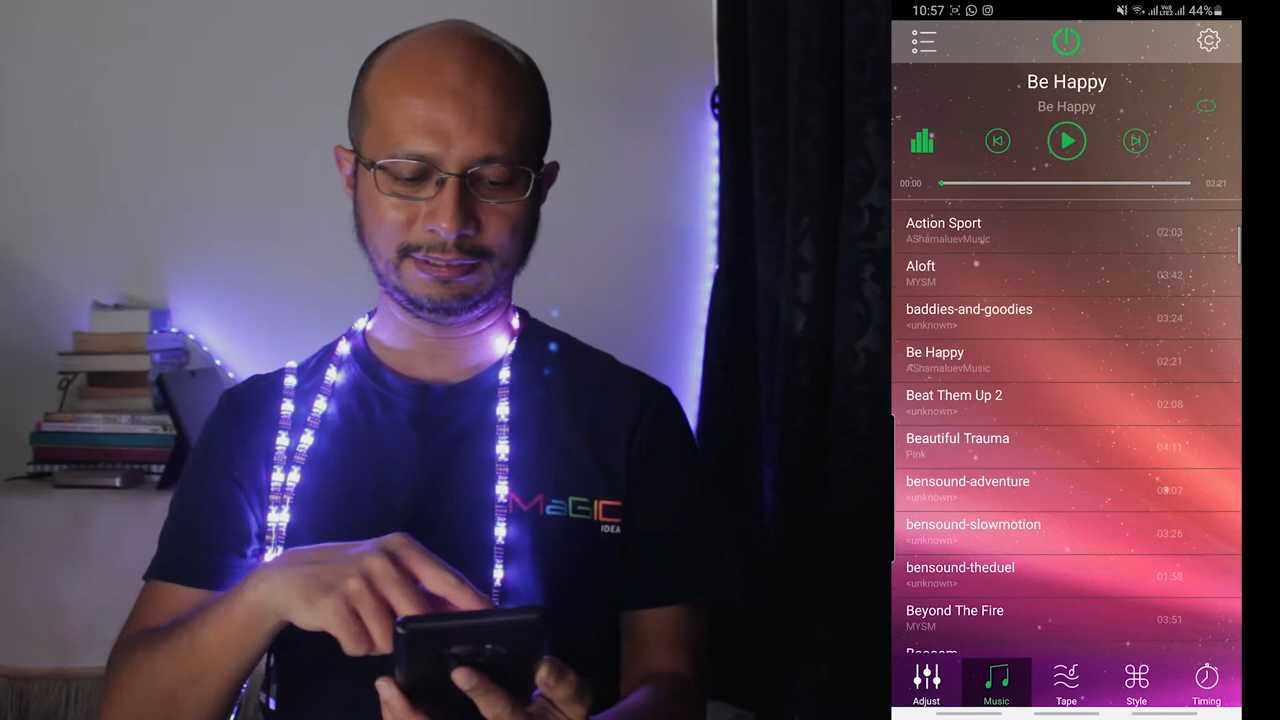 MaGIC
IDEA
10:57
44%
Be Happy
Be Happy
00:00
02:21
Action Sport
AShamaluevMusic
02:03
Aloft
MYSM
03:42
baddies-and-goodies
<unknown>
03:24
Be Happy
AShamaluevMusic
02:21
Beat Them Up 2
<unknown>
02:08
Beautiful Trauma
Pink
04:11
bensound-adventure
<unknown>
03:07
bensound-slowmotion
<unknown>
03:26
bensound-theduel
<unknown>
01:58
Beyond The Fire
MYSM
03:51
Adjust
Music
Tape
Style
Timing